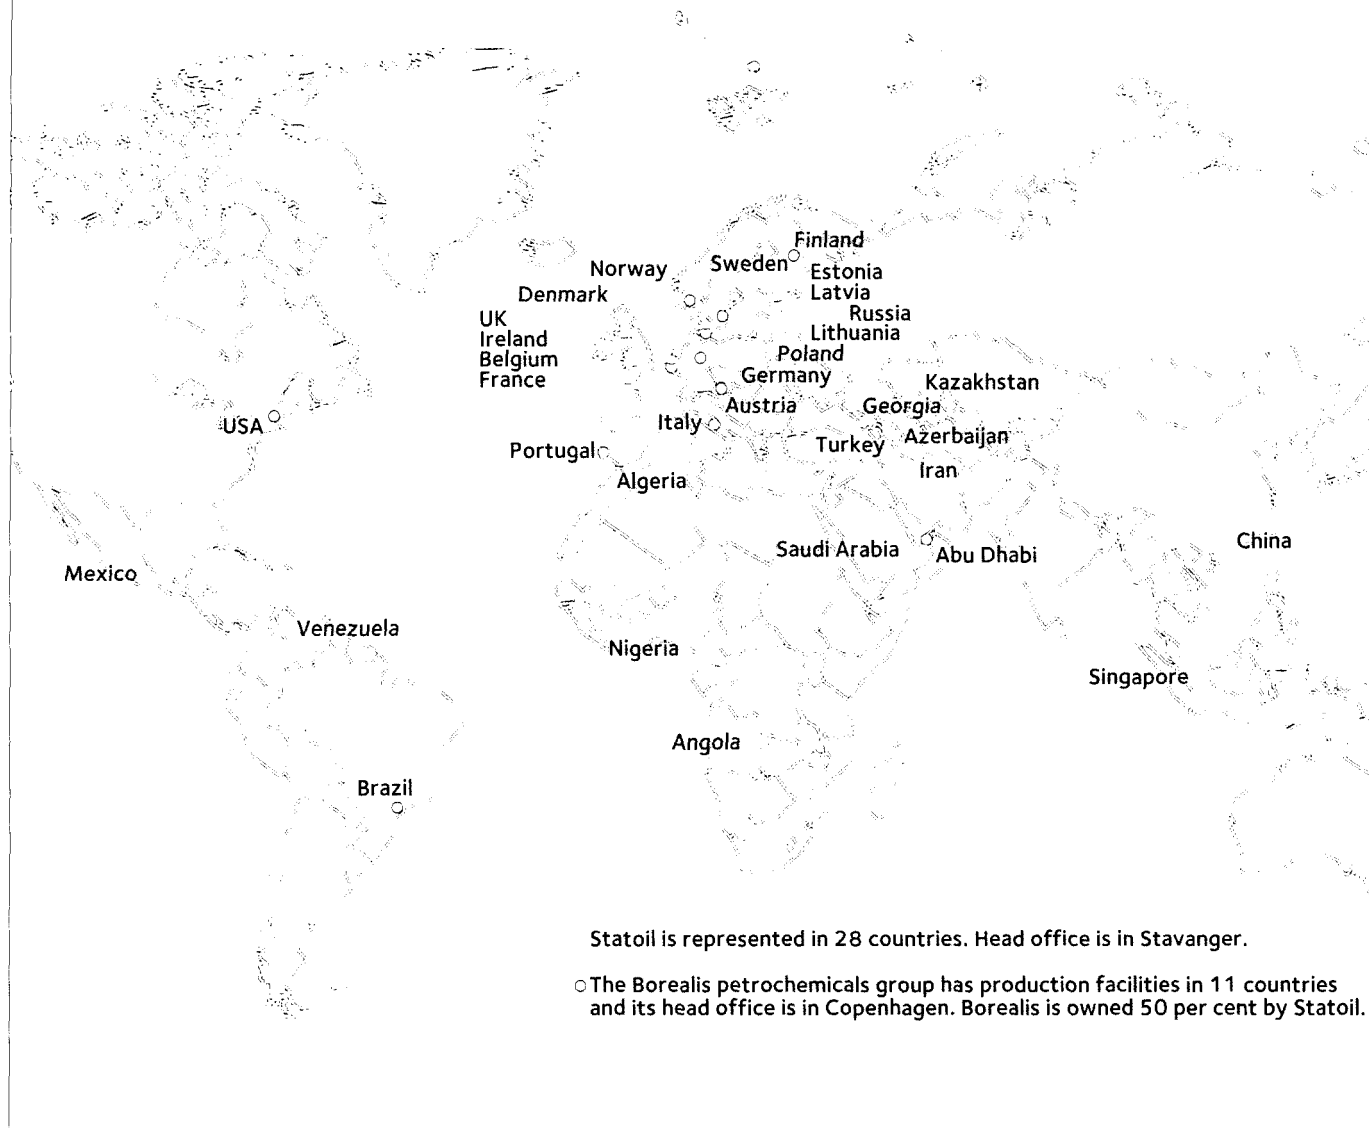 Finland
Sweden
Norway
Estonia
Denmark
Latvia
UK
Russia
Ireland
Lithuania
Belgium
Poland
France
Germany
Kazakhstan
USA
Austria
Georgia
Italy
Turkey
Azerbaijan
Portugal
Iran
Algeria
China
Saudi Arabia
Abu Dhabi
Mexico
Venezuela
Nigeria
Singapore
Angola
Brazil
Statoil is represented in 28 countries. Head office is in Stavanger.
The Borealis petrochemicals group has production facilities in 11 countries
and its head office is in Copenhagen. Borealis is owned 50 per cent by Statoil.